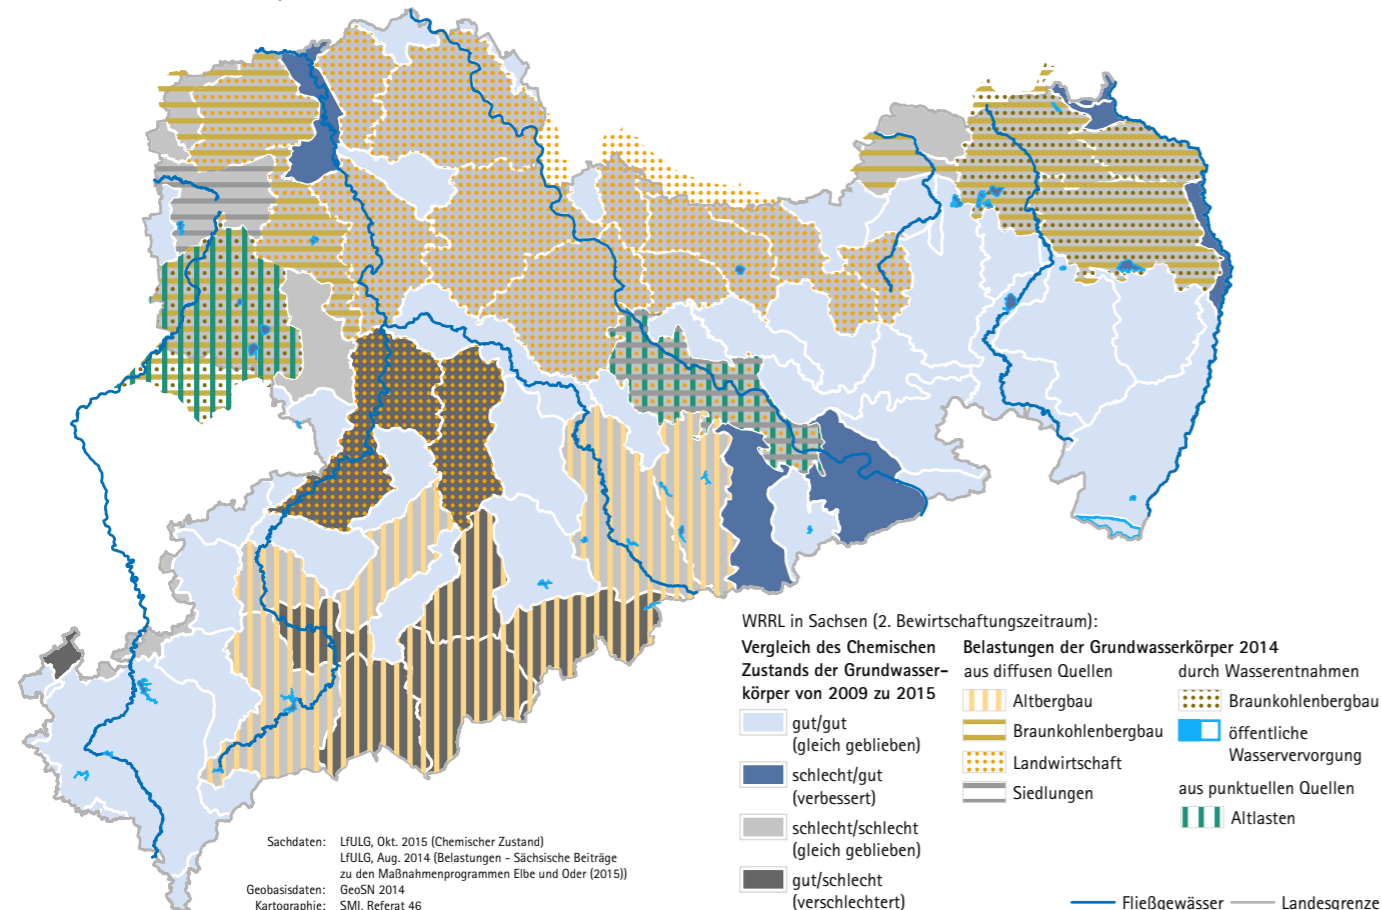 WRRL in Sachsen (2. Bewirtschaftungszeitraum):
Vergleich des Chemischen
Zustands der Grundwasser-
körper von 2009 zu 2015
gut/gut
(gleich geblieben)
schlecht/gut
(verbessert)
schlecht/schlecht
(gleich geblieben)
gut/schlecht
(verschlechtert)
Belastungen der Grundwasserkörper 2014
aus diffusen Quellen
Altbergbau
Braunkohlenbergbau
Landwirtschaft
Siedlungen
durch Wasserentnahmen
Braunkohlenbergbau
öffentliche
Wasservervorgung
aus punktuellen Quellen
Altlasten
Fließgewässer
Landesgrenze
Sachdaten: LfULG, Okt. 2015 (Chemischer Zustand)
LfULG, Aug. 2014 (Belastungen - Sächsische Beiträge
zu den Maßnahmenprogrammen Elbe und Oder (2015))
Geobasisdaten: GeoSN 2014
Kartographie: SMI, Referat 46